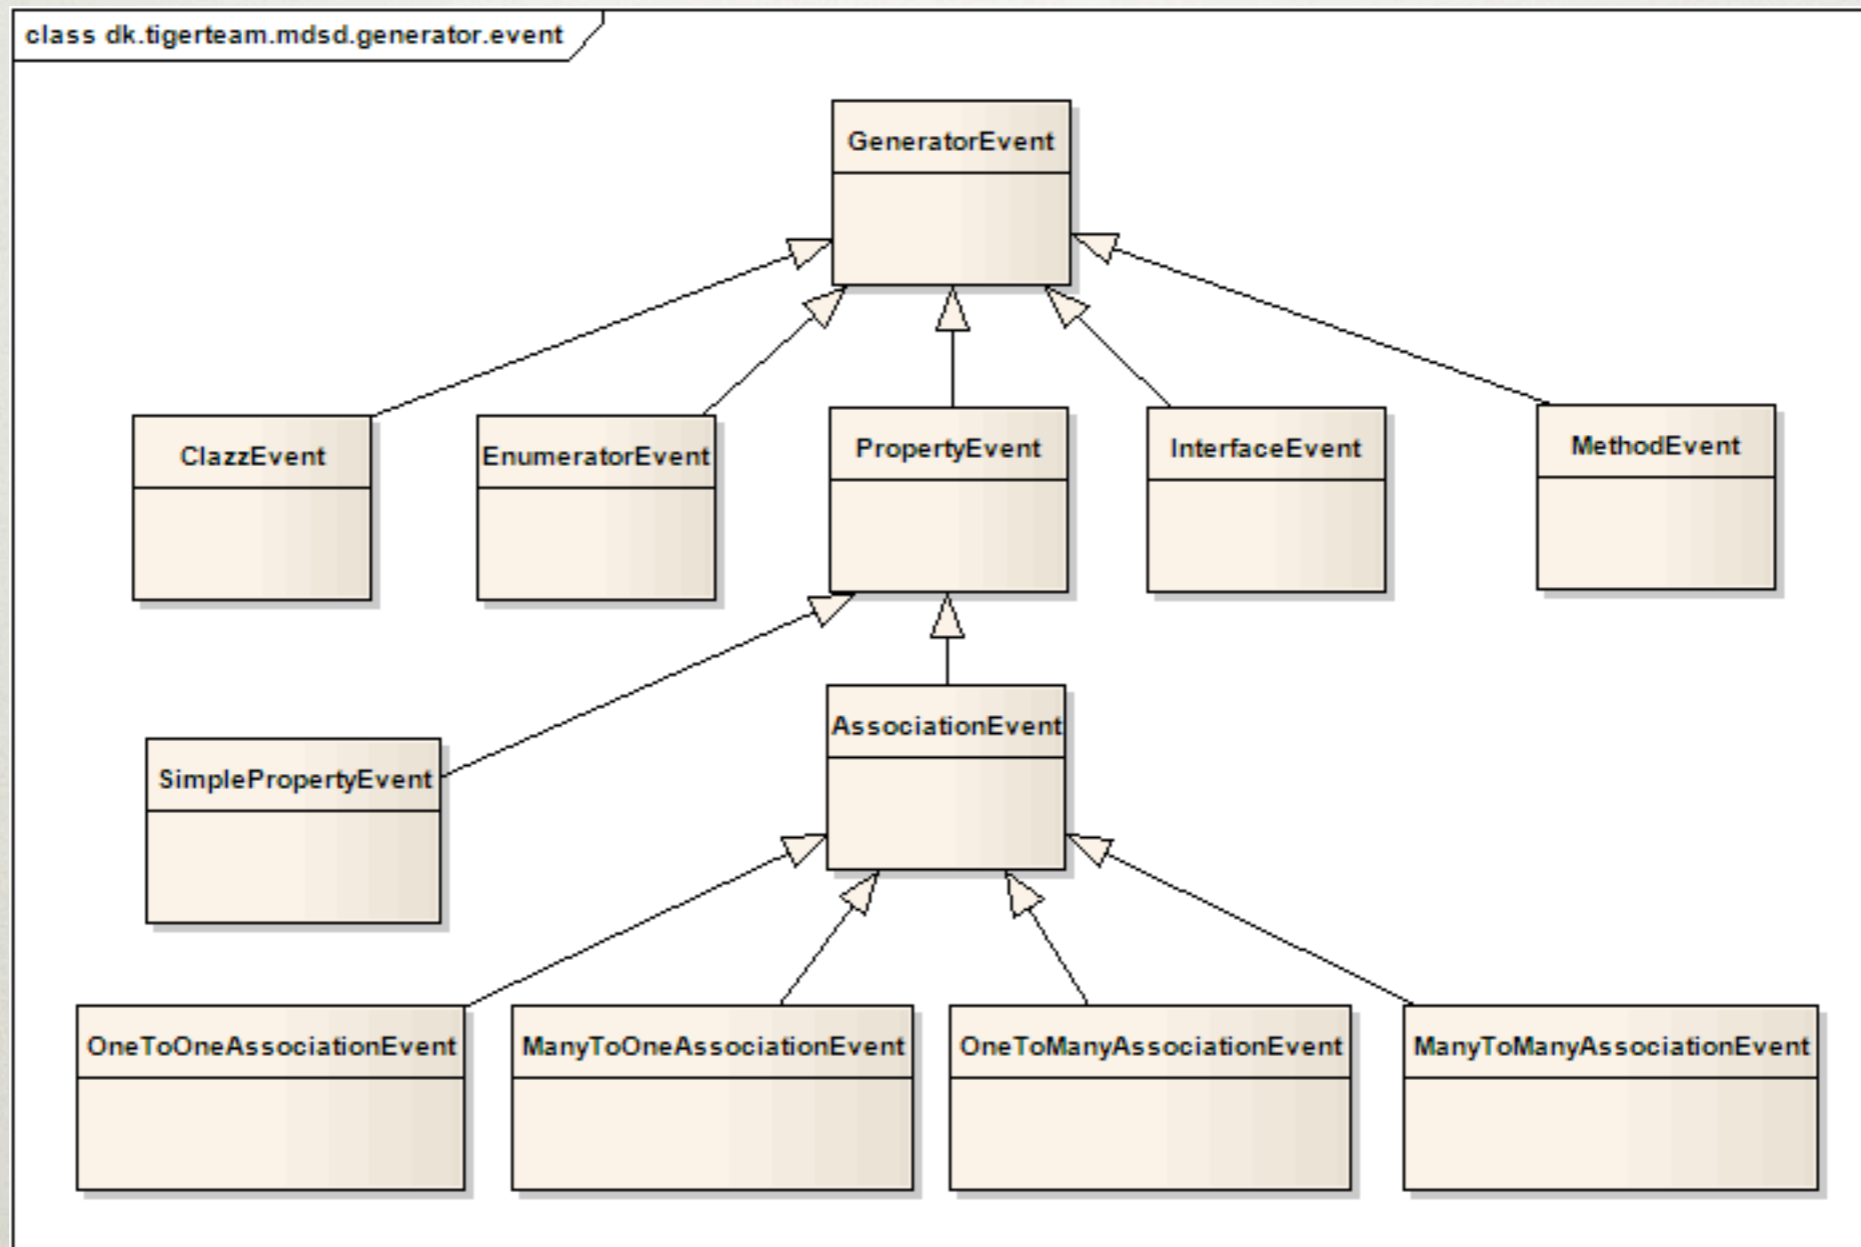 class dk.tigerteam.mdsd.generator.event
GeneratorEvent
ClazzEvent
EnumeratorEvent
PropertyEvent
InterfaceEvent
MethodEvent
SimplePropertyEvent
AssociationEvent
OneToOneAssociationEvent
ManyToOneAssociationEvent
OneToManyAssociationEvent
ManyToManyAssociationEvent